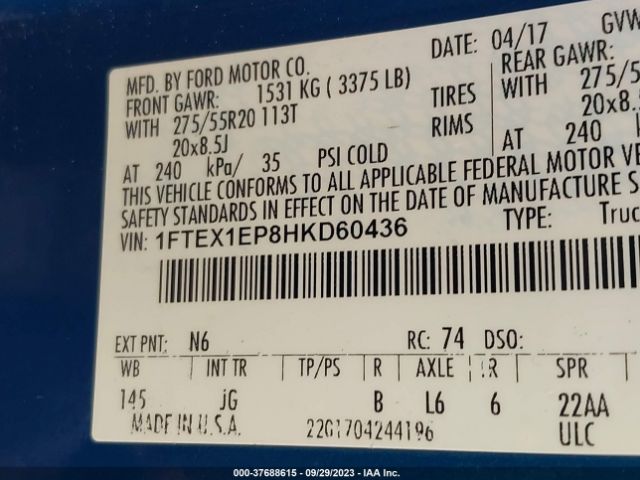 DATE: 04/17 GVW
MFD. BY FORD MOTOR CO.
FRONT GAWR: 1531 KG ( 3375 LB) REAR GAWR:
WITH 275/55R20 113T TIRES WITH 275/55
20x8.5J RIMS 20x8.5
AT 240 kPa/ 35 PSI COLD AT 240
THIS VEHICLE CONFORMS TO ALL APPLICABLE FEDERAL MOTOR VE
SAFETY STANDARDS IN EFFECT ON THE DATE OF MANUFACTURE S
VIN: 1FTEX1EP8HKD60436 TYPE: Truc
EXT PNT: N6 RC: 74 DSO:
WB INT TR TP/PS R AXLE R SPR
145 JG B L6 6 22AA
MADE IN U.S.A. 22G1704244196 ULC
000-37688615 - 09/29/2023 - IAA Inc.